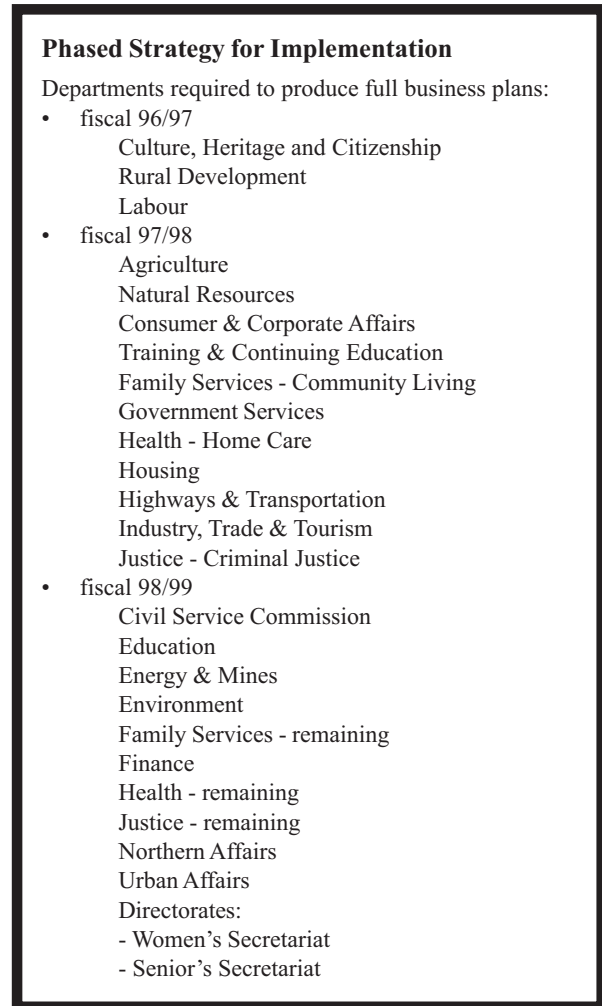 Phased Strategy for Implementation
Departments required to produce full business plans:
• fiscal 96/97
Culture, Heritage and Citizenship
Rural Development
Labour
• fiscal 97/98
Agriculture
Natural Resources
Consumer & Corporate Affairs
Training & Continuing Education
Family Services - Community Living
Government Services
Health - Home Care
Housing
Highways & Transportation
Industry, Trade & Tourism
Justice - Criminal Justice
• fiscal 98/99
Civil Service Commission
Education
Energy & Mines
Environment
Family Services - remaining
Finance
Health - remaining
Justice - remaining
Northern Affairs
Urban Affairs
Directorates:
- Women’s Secretariat
- Senior’s Secretariat